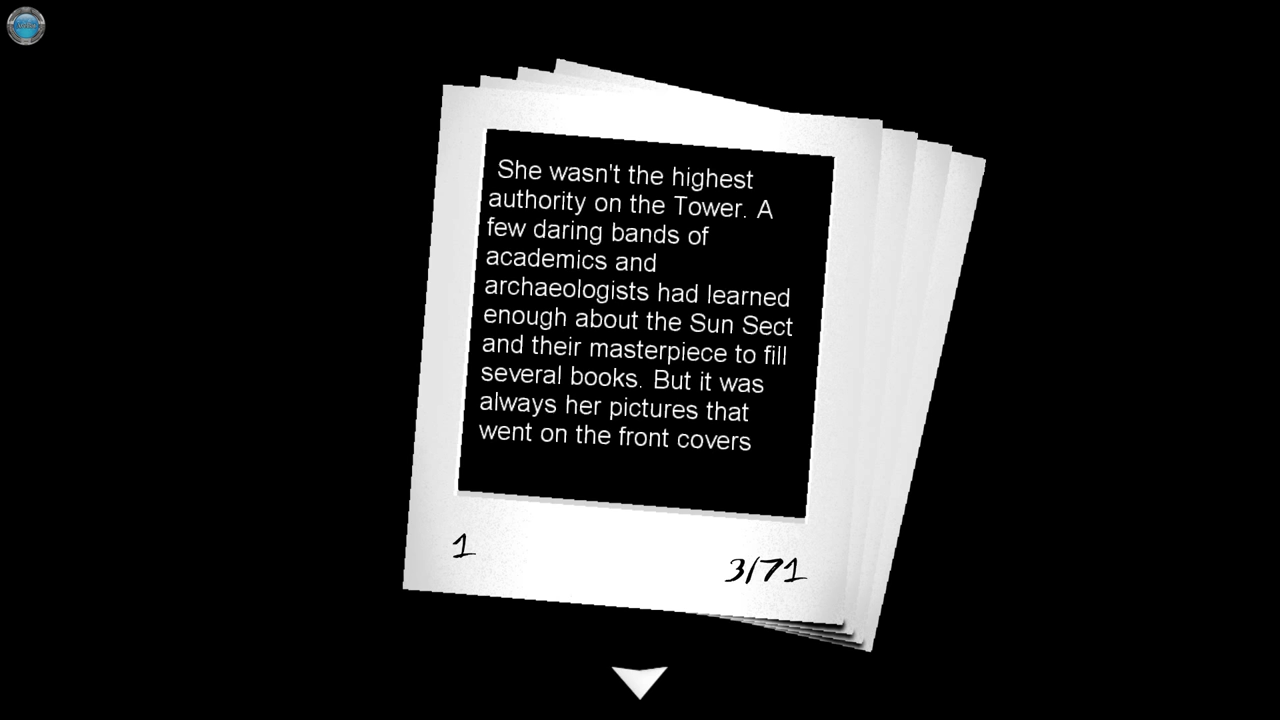 She wasn't the highest
authority on the Tower. A
few daring bands of
academics and
archaeologists had learned
enough about the Sun Sect
and their masterpiece to fill
several books. But it was
always her pictures that
went on the front covers
1
3/71